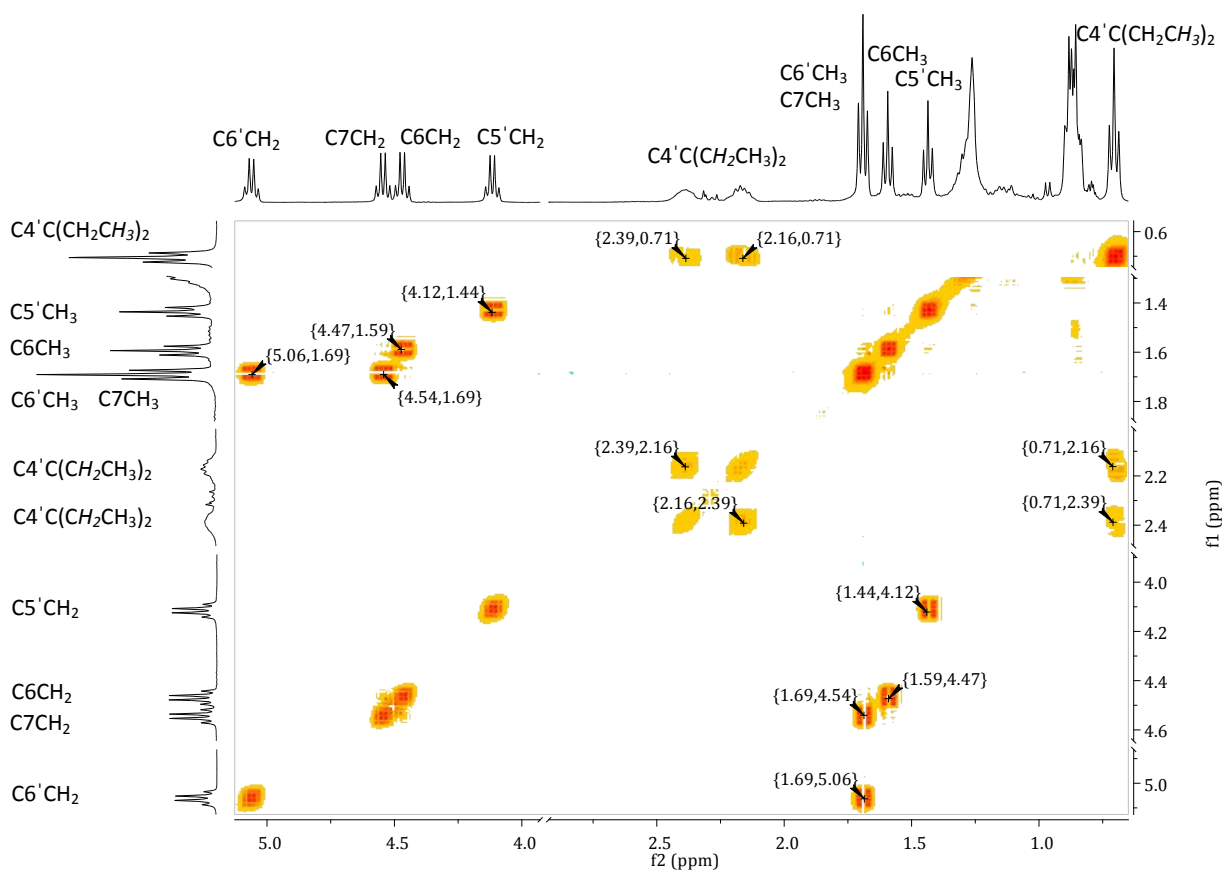 C4'C(CH₂CH₃)₂
C6'CH₃
C6CH₃
C7CH₃
C5'CH₃
C6'CH₂
C7CH₂
C6CH₂
C5'CH₂
C4'C(CH₂CH₃)₂
C4'C(CH₂CH₃)₂
{2.39,0.71}
{2.16,0.71}
0.6
{4.12,1.44}
C5'CH₃
1.4
{4.47,1.59}
C6CH₃
{5.06,1.69}
1.6
C6'CH₃ C7CH₃
{4.54,1.69}
1.8
{2.39,2.16}
{0.71,2.16}
C4'C(CH₂CH₃)₂
2.2
{2.16,2.39}
{0.71,2.39}
C4'C(CH₂CH₃)₂
2.4
f1 (ppm)
4.0
{1.44,4.12}
C5'CH₂
4.2
C6CH₂
4.4
{1.69,4.54}
{1.59,4.47}
C7CH₂
4.6
{1.69,5.06}
C6'CH₂
5.0
5.0 4.5 4.0 2.5 2.0 1.5 1.0
f2 (ppm)